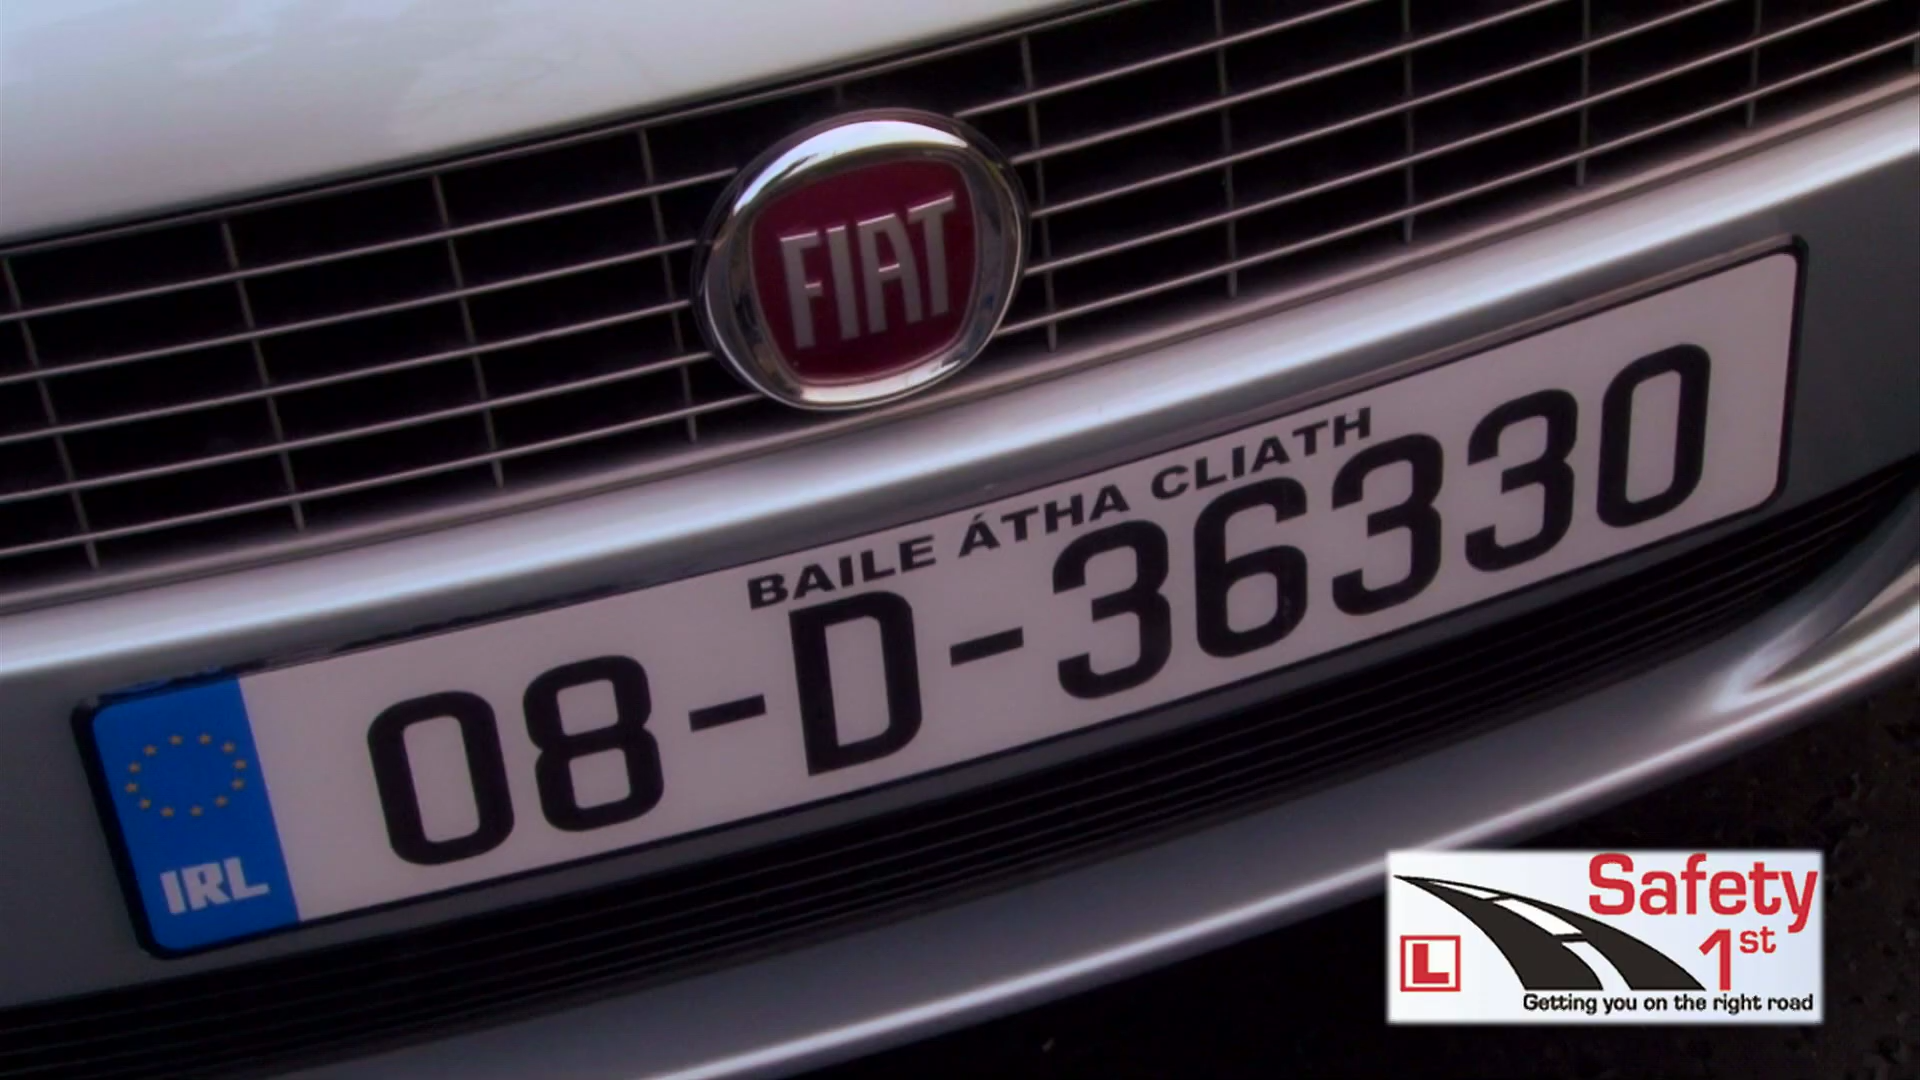 FIAT
BAILE ÁTHA CLIATH
08-D-36330
IRL
Safety
1st
L
Getting you on the right road